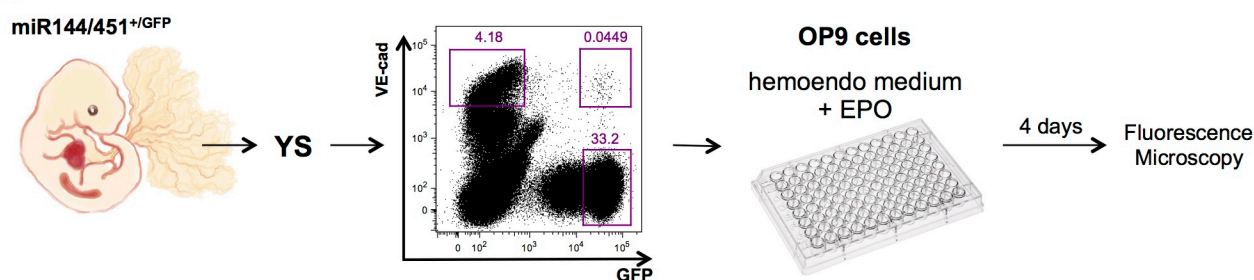 miR144/451+/GFP
YS
VE-cad
10⁵
10⁴
10³
10²
0
4.18
0.0449
33.2
0 10² 10³ 10⁴ 10⁵
GFP
OP9 cells
hemoendo medium
+ EPO
4 days
Fluorescence
Microscopy